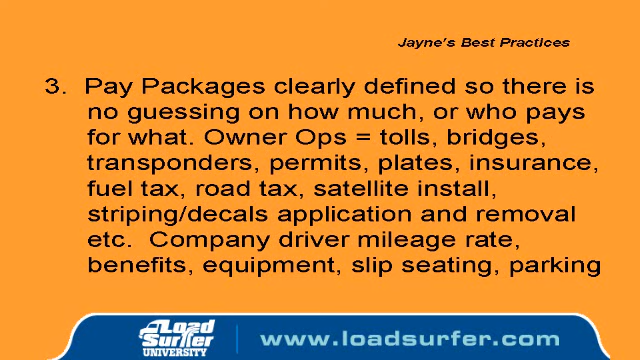 Jayne's Best Practices
3. Pay Packages clearly defined so there is
no guessing on how much, or who pays
for what. Owner Ops = tolls, bridges,
transponders, permits, plates, insurance,
fuel tax, road tax, satellite install,
striping/decals application and removal
etc. Company driver mileage rate,
benefits, equipment, slip seating, parking
Load
Surfer
UNIVERSITY
www.loadsurfer.com